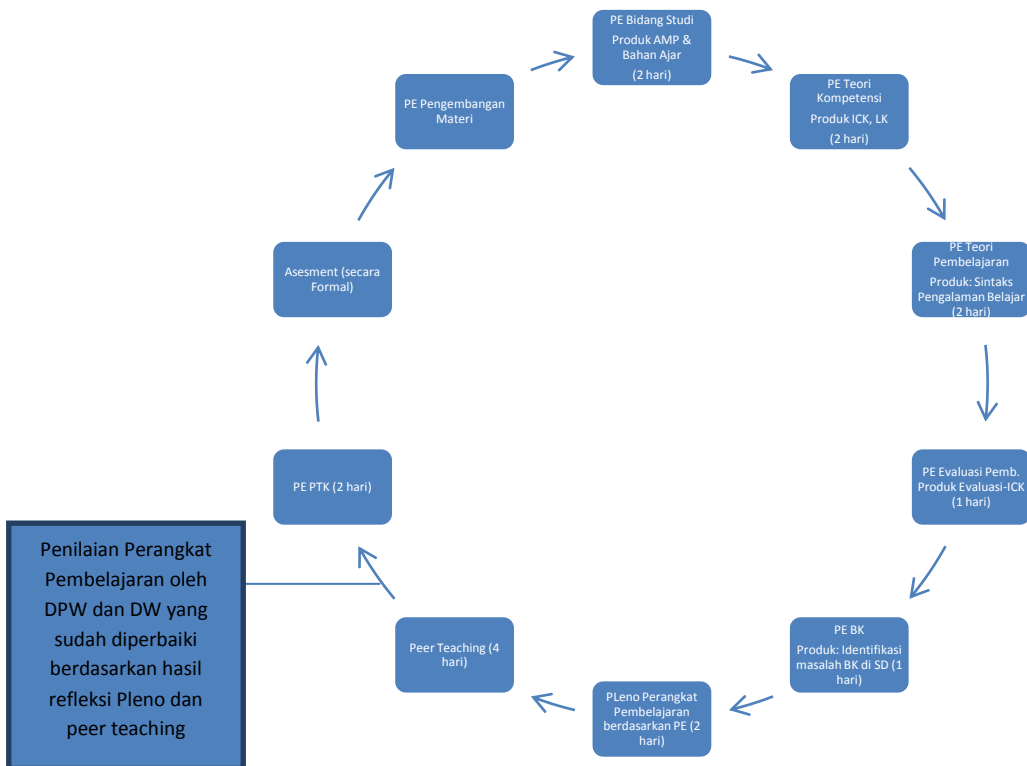 PE Bidang Studi
Produk AMP &
Bahan Ajar
(2 hari)
PE Teori
Kompetensi
Produk ICK, LK
(2 hari)
PE Teori
Pembelajaran
Produk: Sintaks
Pengalaman Belajar
(2 hari)
PE Evaluasi Pemb.
Produk Evaluasi-ICK
(1 hari)
PE BK
Produk: Identifikasi
masalah BK di SD (1
hari)
PLeno Perangkat
Pembelajaran
berdasarkan PE (2
hari)
Peer Teaching (4
hari)
PE PTK (2 hari)
Asesment (secara
Formal)
PE Pengembangan
Materi
Penilaian Perangkat
Pembelajaran oleh
DPW dan DW yang
sudah diperbaiki
berdasarkan hasil
refleksi Pleno dan
peer teaching